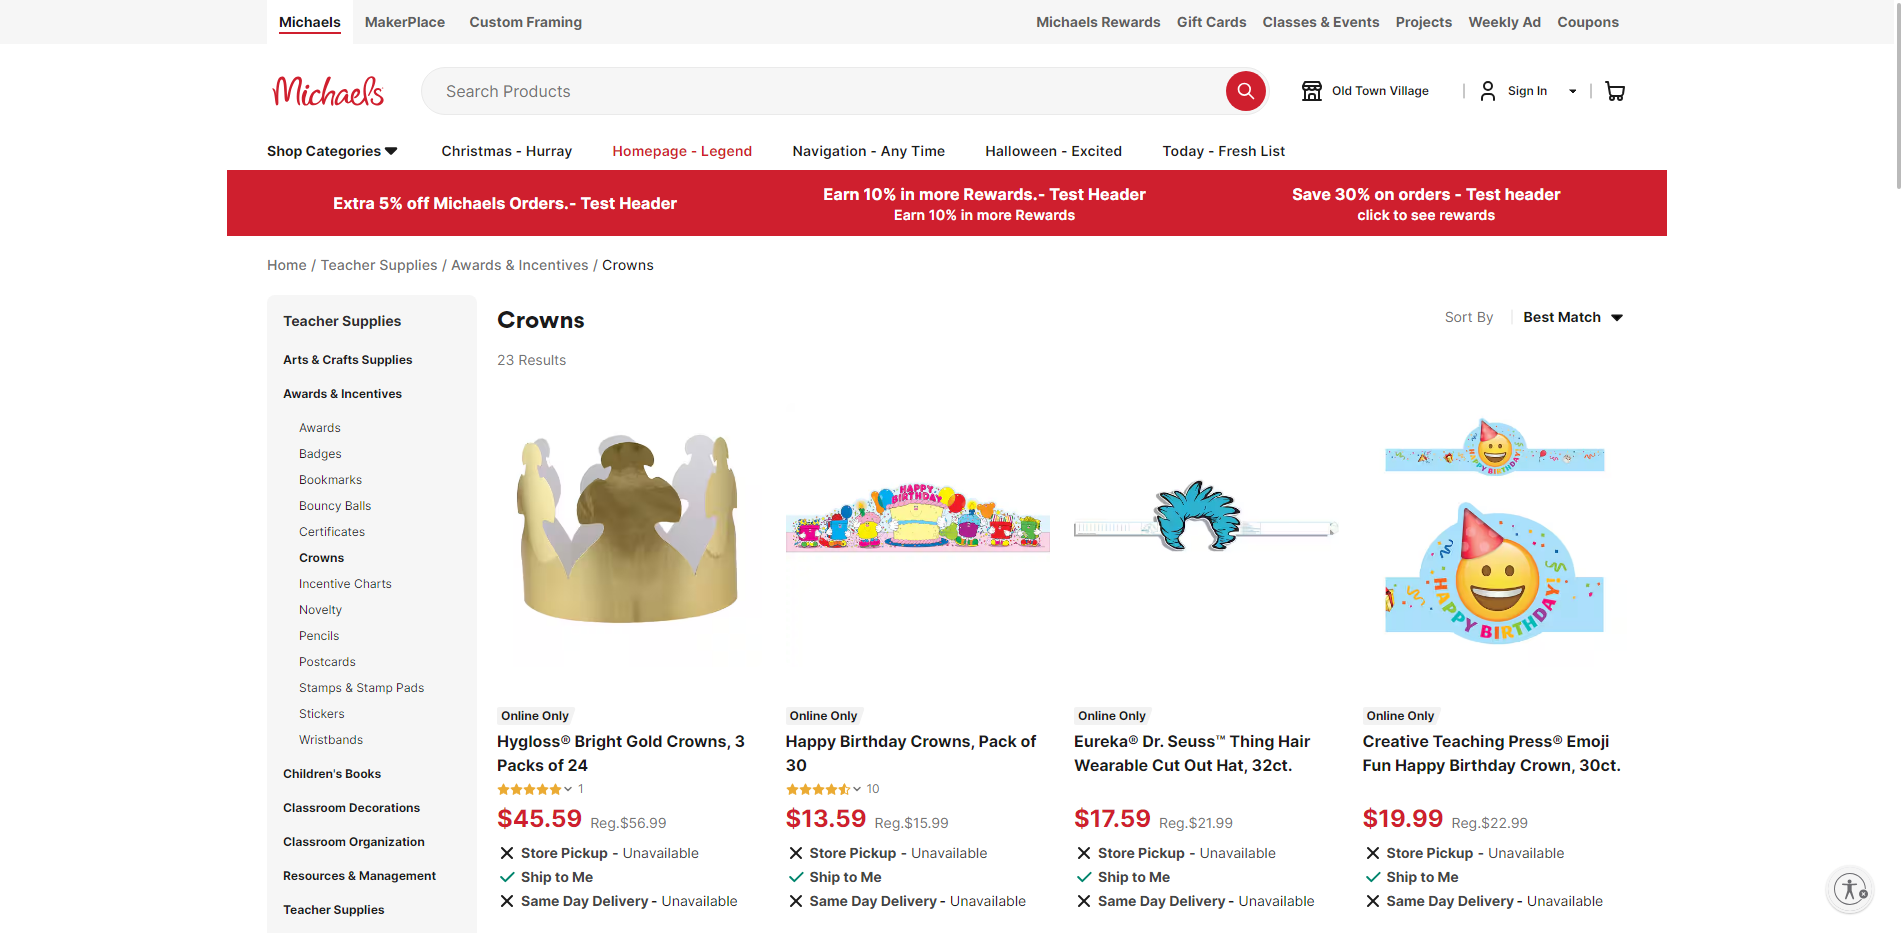 Michaels MakerPlace Custom Framing Michaels Rewards Gift Cards Classes & Events Projects Weekly Ad Coupons
Michaels Search Products Old Town Village Sign In
Shop Categories Christmas - Hurray Homepage - Legend Navigation - Any Time Halloween - Excited Today - Fresh List
Extra 5% off Michaels Orders.- Test Header
Earn 10% in more Rewards.- Test Header
Earn 10% in more Rewards
Save 30% on orders - Test header
click to see rewards
Home / Teacher Supplies / Awards & Incentives / Crowns
Teacher Supplies
Arts & Crafts Supplies
Awards & Incentives
Awards
Badges
Bookmarks
Bouncy Balls
Certificates
Crowns
Incentive Charts
Novelty
Pencils
Postcards
Stamps & Stamp Pads
Stickers
Wristbands
Children's Books
Classroom Decorations
Classroom Organization
Resources & Management
Teacher Supplies
Crowns
Sort By Best Match
23 Results
Online Only
Hygloss® Bright Gold Crowns, 3
Packs of 24
1
$45.59 Reg.$56.99
Store Pickup - Unavailable
Ship to Me
Same Day Delivery - Unavailable
HAPPY
BIRTHDAY
Online Only
Happy Birthday Crowns, Pack of
30
10
$13.59 Reg.$15.99
Store Pickup - Unavailable
Ship to Me
Same Day Delivery - Unavailable
Online Only
Eureka® Dr. Seuss™ Thing Hair
Wearable Cut Out Hat, 32ct.
$17.59 Reg.$21.99
Store Pickup - Unavailable
Ship to Me
Same Day Delivery - Unavailable
HAPPY BIRTHDAY!
HAPPY BIRTHDAY!
Online Only
Creative Teaching Press® Emoji
Fun Happy Birthday Crown, 30ct.
$19.99 Reg.$22.99
Store Pickup - Unavailable
Ship to Me
Same Day Delivery - Unavailable